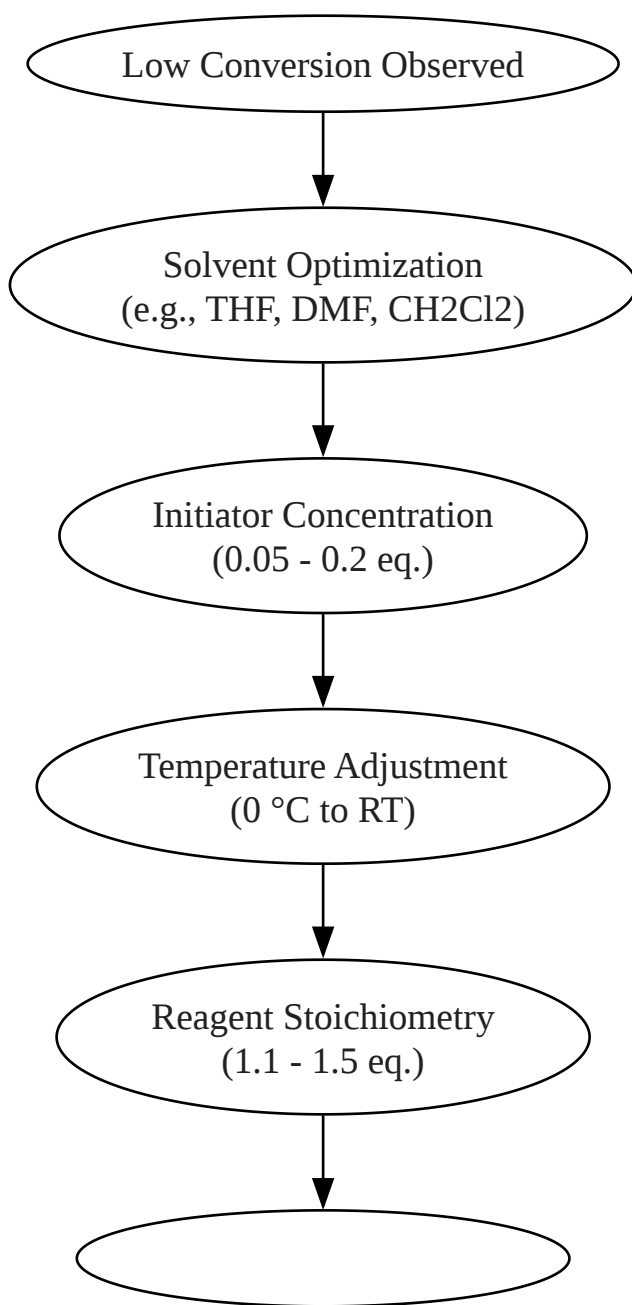 Low Conversion Observed
Solvent Optimization
(e.g., THF, DMF, CH2Cl2)
Initiator Concentration
(0.05 - 0.2 eq.)
Temperature Adjustment
(0 °C to RT)
Reagent Stoichiometry
(1.1 - 1.5 eq.)